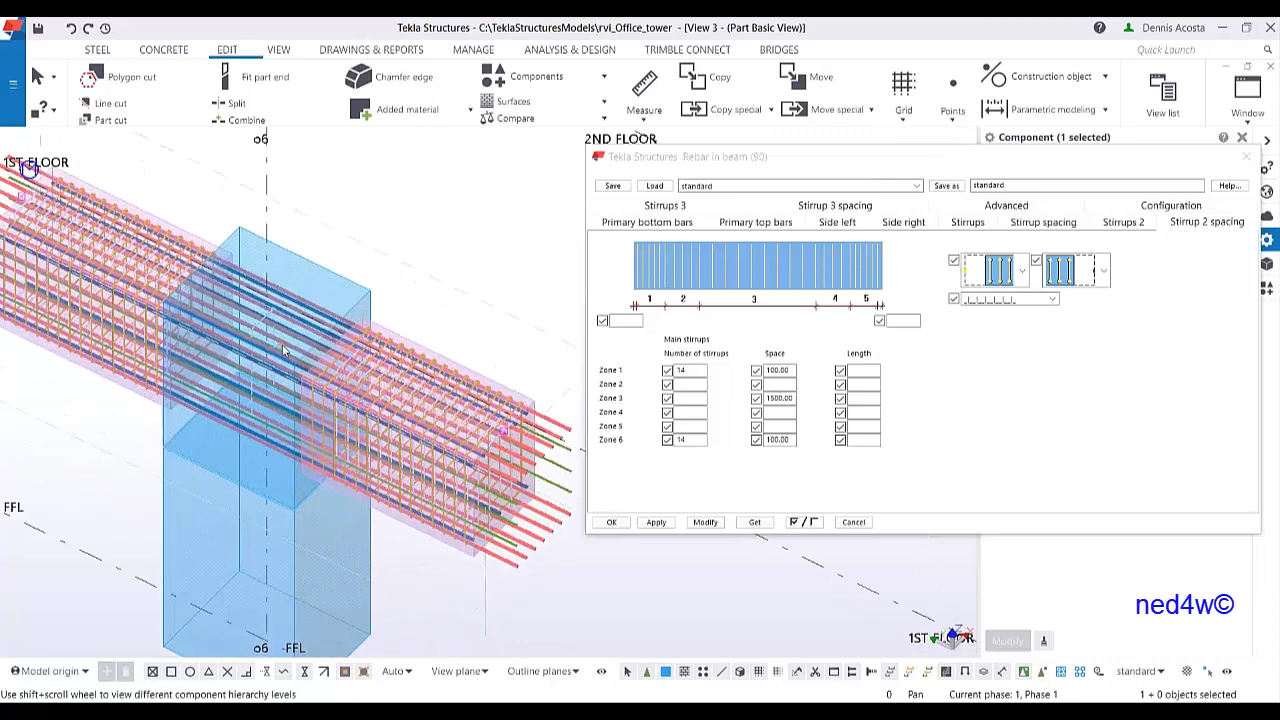 Tekla Structures - C:\TeklaStructuresModels\rvi_Office_tower - [View 3 - (Part Basic View)]
Dennis Acosta
STEEL CONCRETE EDIT VIEW DRAWINGS & REPORTS MANAGE ANALYSIS & DESIGN TRIMBLE CONNECT BRIDGES Quick Launch
Polygon cut Fit part end Chamfer edge Components Copy Move Construction object
Line cut Split Added material Surfaces Measure Copy special Move special Grid Points Parametric modeling View list Window
Part cut Combine Compare
o6 2ND FLOOR Component (1 selected)
1ST FLOOR
Tekla Structures Rebar in beam (90)
Save Load standard Save as standard Help...
Stirrups 3 Stirrup 3 spacing Advanced Configuration
Primary bottom bars Primary top bars Side left Side right Stirrups Stirrup spacing Stirrups 2 Stirrup 2 spacing
1 2 3 4 5
Main stirrups
Number of stirrups Space Length
Zone 1 14 100.00
Zone 2
Zone 3 1500.00
Zone 4
Zone 5
Zone 6 14 100.00
FFL
OK Apply Modify Get Cancel
ned4w©
o6 -FFL
1ST FLOOR
Modify
Model origin Auto View plane Outline planes standard
Use shift+scroll wheel to view different component hierarchy levels 0 Pan Current phase: 1, Phase 1 1 + 0 objects selected